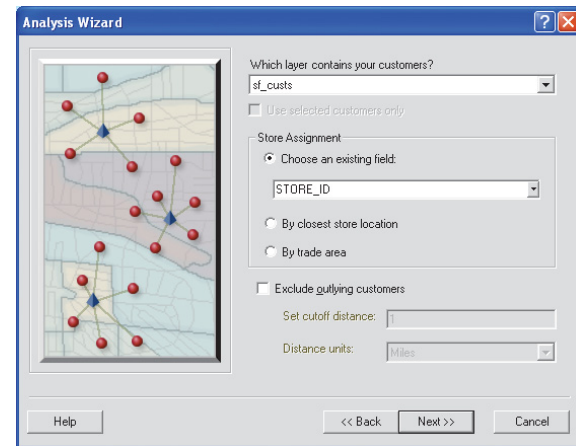 Analysis Wizard
Which layer contains your customers?
sf_custs
Use selected customers only
Store Assignment
Choose an existing field:
STORE_ID
By closest store location
By trade area
Exclude outlying customers
Set cutoff distance: 1
Distance units: Miles
Help << Back Next >> Cancel